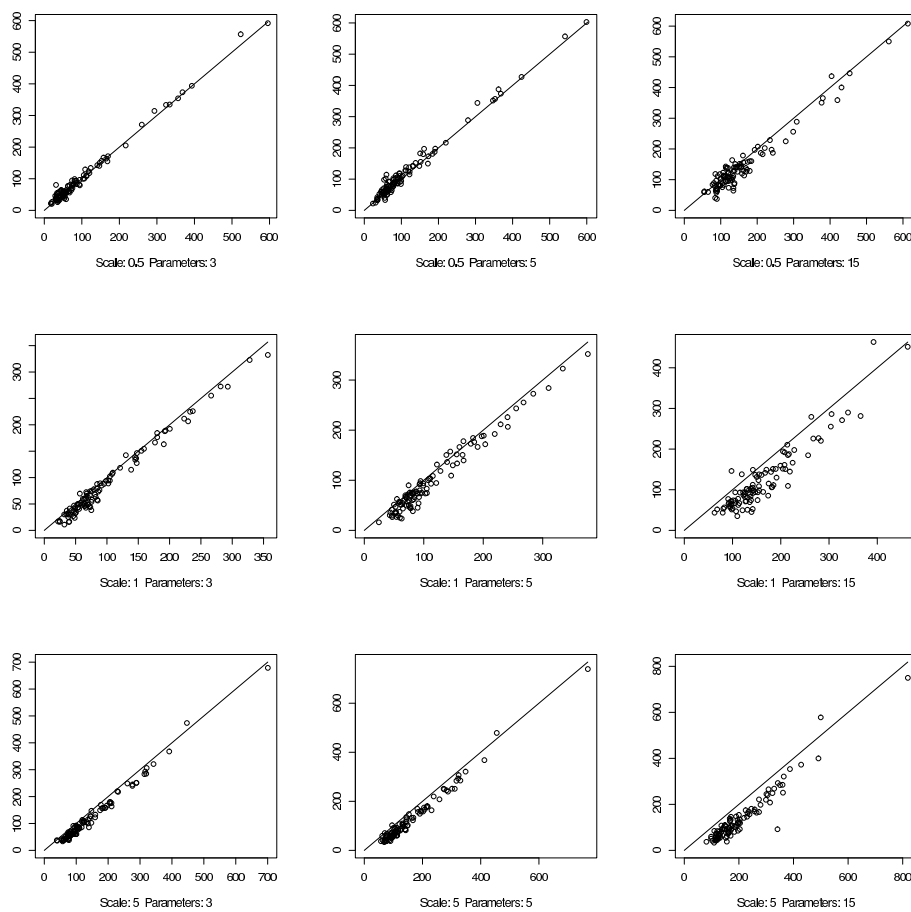 0 100 200 300 400 500 600
0 100 200 300 400 500 600
Scale: 0.5 Parameters: 3
0 100 200 300 400 500 600
0 100 200 300 400 500 600
Scale: 0.5 Parameters: 5
0 100 200 300 400 500 600
0 100 200 300 400 500 600
Scale: 0.5 Parameters: 15
0 50 100 200 300
0 50 100 150 200 250 300 350
Scale: 1 Parameters: 3
0 100 200 300
0 100 200 300
Scale: 1 Parameters: 5
0 100 200 300 400
0 100 200 300 400
Scale: 1 Parameters: 15
0 100 200 300 400 500 600 700
0 100 200 300 400 500 600 700
Scale: 5 Parameters: 3
0 200 400 600
0 200 400 600
Scale: 5 Parameters: 5
0 200 400 600 800
0 200 400 600 800
Scale: 5 Parameters: 15